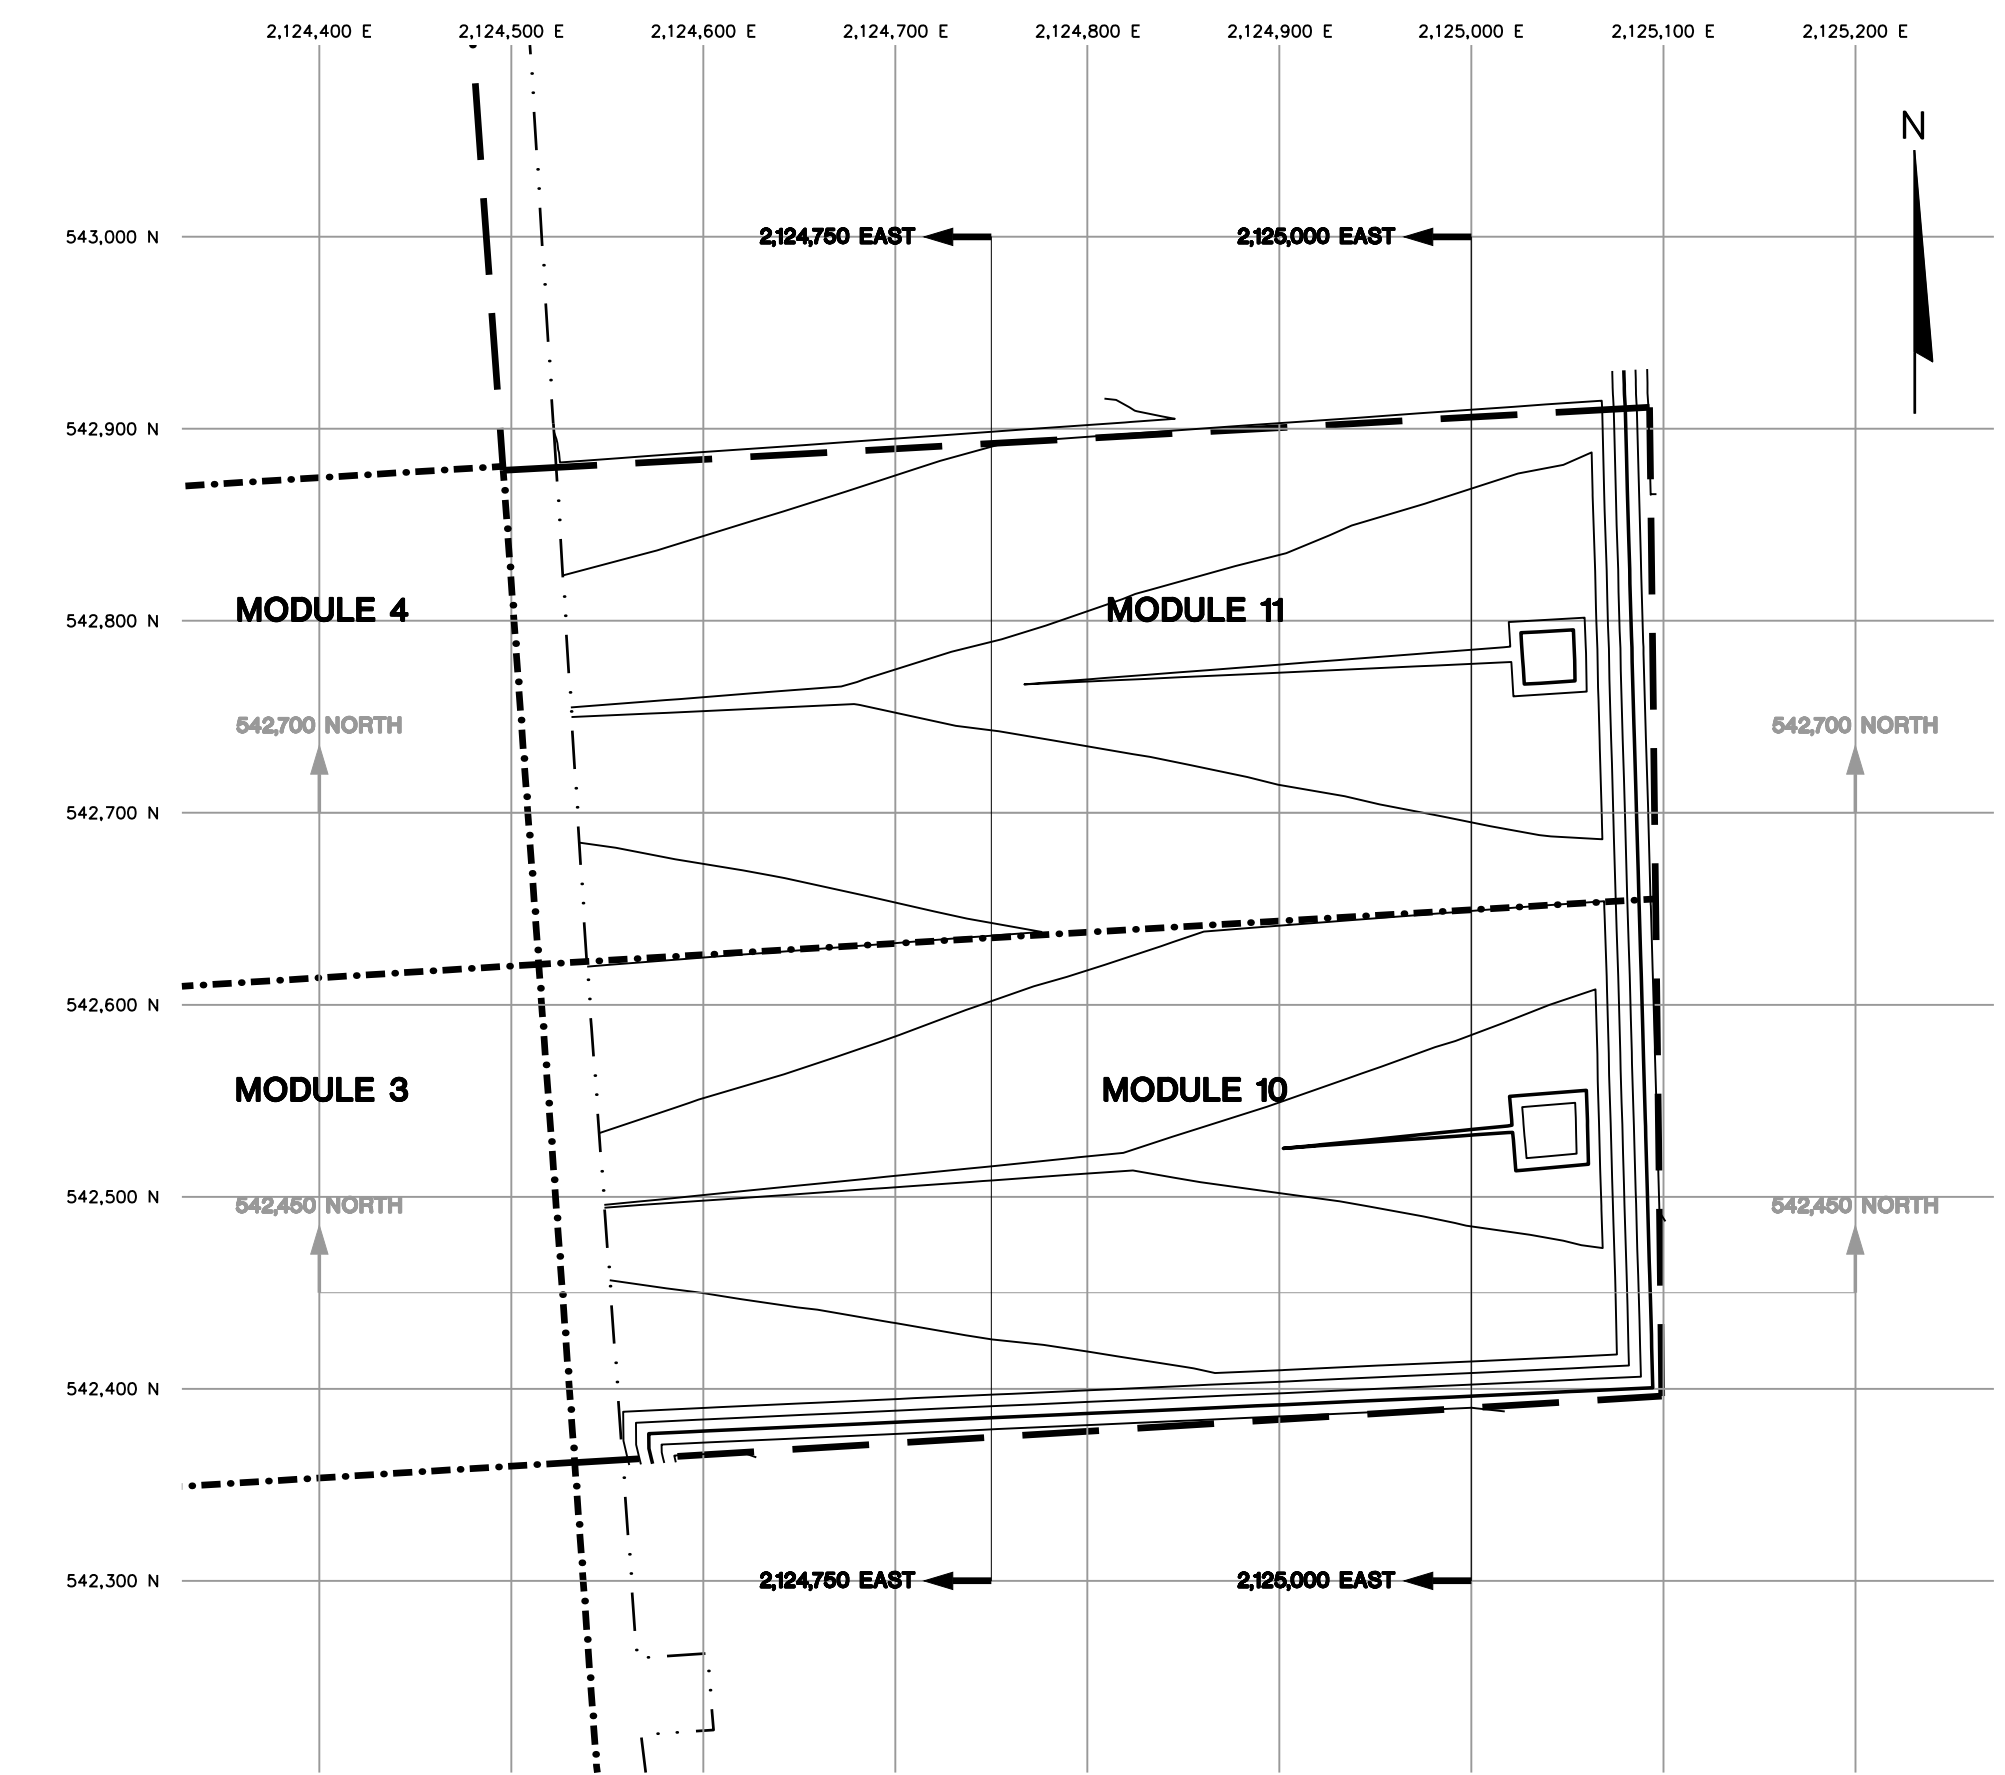 2,124,400 E 2,124,500 E 2,124,600 E 2,124,700 E 2,124,800 E 2,124,900 E 2,125,000 E 2,125,100 E 2,125,200 E
N
543,000 N 2,124,750 EAST 2,125,000 EAST
542,900 N
MODULE 4 MODULE 11
542,800 N
542,700 NORTH 542,700 NORTH
542,700 N
542,600 N
MODULE 3 MODULE 10
542,500 N
542,450 NORTH 542,450 NORTH
542,400 N
542,300 N 2,124,750 EAST 2,125,000 EAST